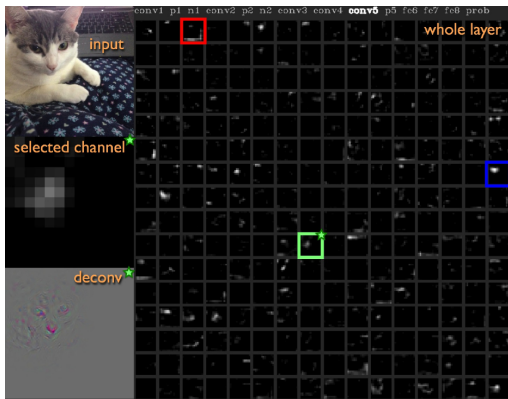 conv1 p1 n1 conv2 p2 n2 conv3 conv4 conv5 p5 fc6 fc7 fc8 prob
input
whole layer
selected channel
deconv